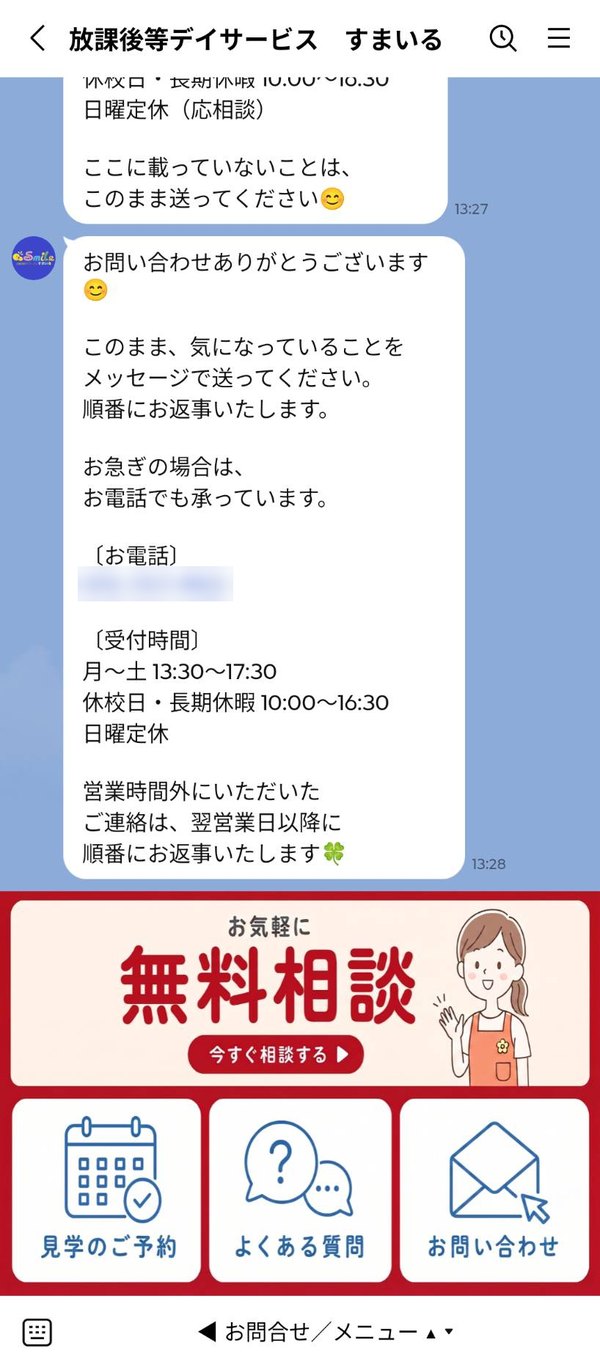 放課後等デイサービス すまいる
休校日・長期休暇 10:00〜16:30
日曜定休（応相談）
ここに載っていないことは、
このまま送ってください😊
13:27
Smile
すまいる
お問い合わせありがとうございます
😊
このまま、気になっていることを
メッセージで送ってください。
順番にお返事いたします。
お急ぎの場合は、
お電話でも承っています。
〔お電話〕
〔受付時間〕
月〜土 13:30〜17:30
休校日・長期休暇 10:00〜16:30
日曜定休
営業時間外にいただいた
ご連絡は、翌営業日以降に
順番にお返事いたします🍀
13:28
お気軽に
無料相談
今すぐ相談する ▶
見学のご予約
よくある質問
お問い合わせ
◀ お問合せ／メニュー ▲▼